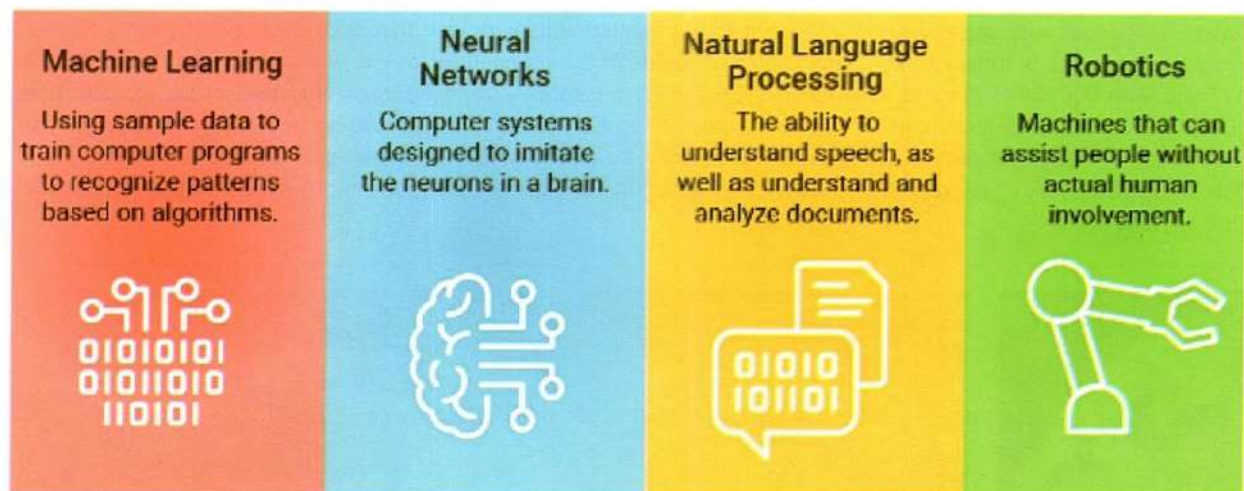 Machine Learning
Using sample data to
train computer programs
to recognize patterns
based on algorithms.
01010101
01011010
110101
Neural
Networks
Computer systems
designed to imitate
the neurons in a brain.
Natural Language
Processing
The ability to
understand speech, as
well as understand and
analyze documents.
01010
101101
Robotics
Machines that can
assist people without
actual human
involvement.